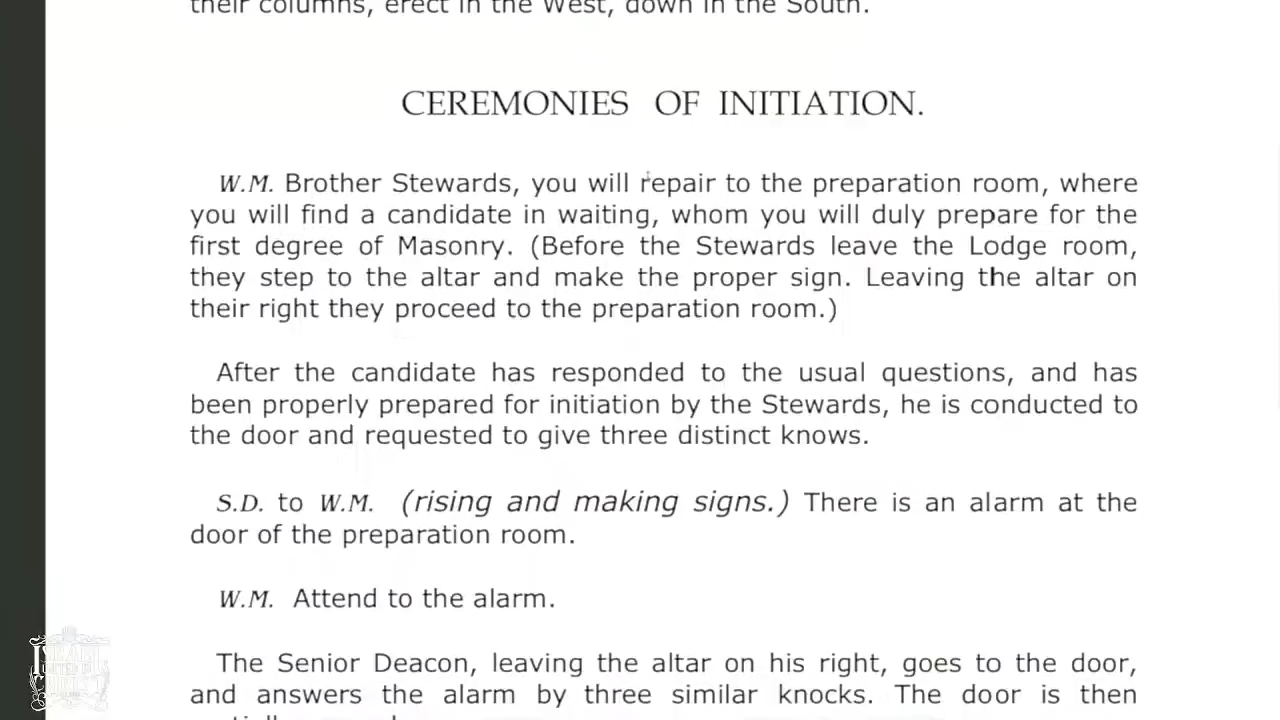 their columns, erect in the West, down in the South.
CEREMONIES OF INITIATION.
W.M. Brother Stewards, you will repair to the preparation room, where
you will find a candidate in waiting, whom you will duly prepare for the
first degree of Masonry. (Before the Stewards leave the Lodge room,
they step to the altar and make the proper sign. Leaving the altar on
their right they proceed to the preparation room.)
After the candidate has responded to the usual questions, and has
been properly prepared for initiation by the Stewards, he is conducted to
the door and requested to give three distinct knows.
S.D. to W.M. (rising and making signs.) There is an alarm at the
door of the preparation room.
W.M. Attend to the alarm.
The Senior Deacon, leaving the altar on his right, goes to the door,
and answers the alarm by three similar knocks. The door is then
ISRAEL
UNITED IN
CHRIST